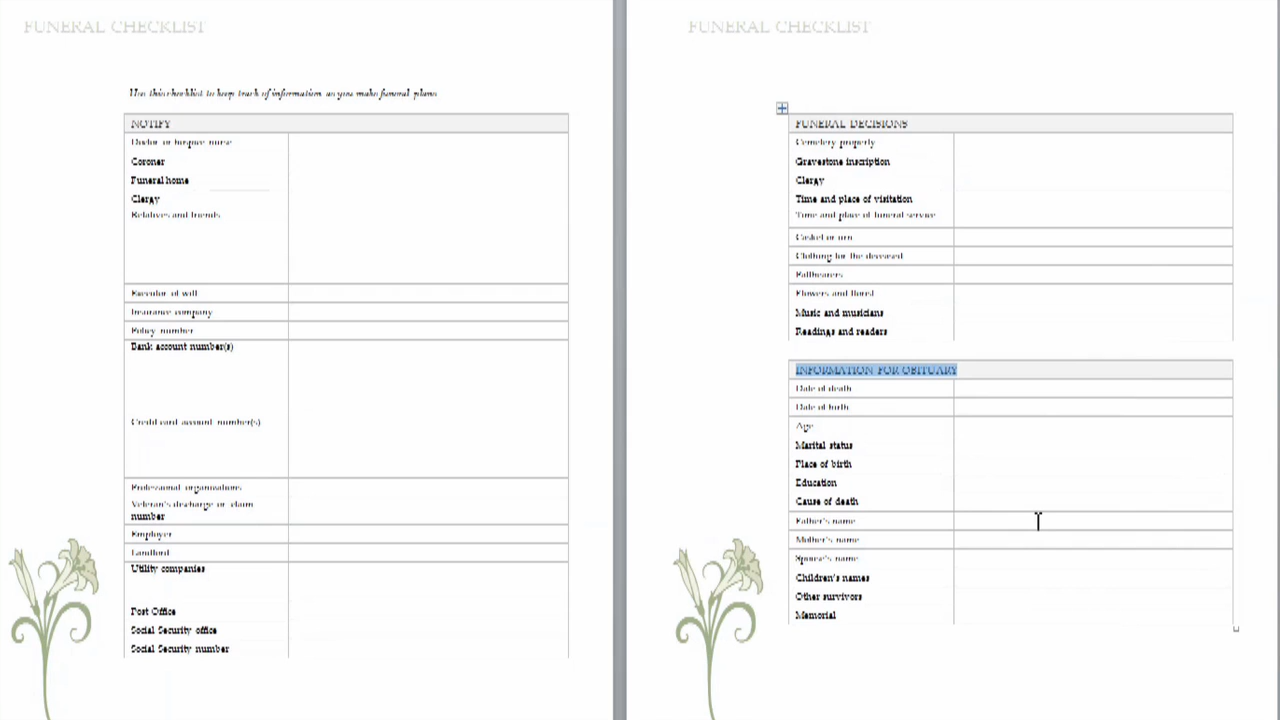 FUNERAL CHECKLIST
Use this checklist to keep track of information as you make funeral plans
NOTIFY
Doctor or hospice nurse
Coroner
Funeral home
Clergy
Relatives and friends
Executor of will
Insurance company
Policy number
Bank account number(s)
Credit card account number(s)
Professional organizations
Veteran's discharge or claim
number
Employer
Landlord
Utility companies
Post Office
Social Security office
Social Security number
FUNERAL CHECKLIST
FUNERAL DECISIONS
Cemetery property
Gravestone inscription
Clergy
Time and place of visitation
Time and place of funeral service
Casket or urn
Clothing for the deceased
Pallbearers
Flowers and florist
Music and musicians
Readings and readers
INFORMATION FOR OBITUARY
Date of death
Date of birth
Age
Marital status
Place of birth
Education
Cause of death
Father's name
Mother's name
Spouse's name
Children's names
Other survivors
Memorial